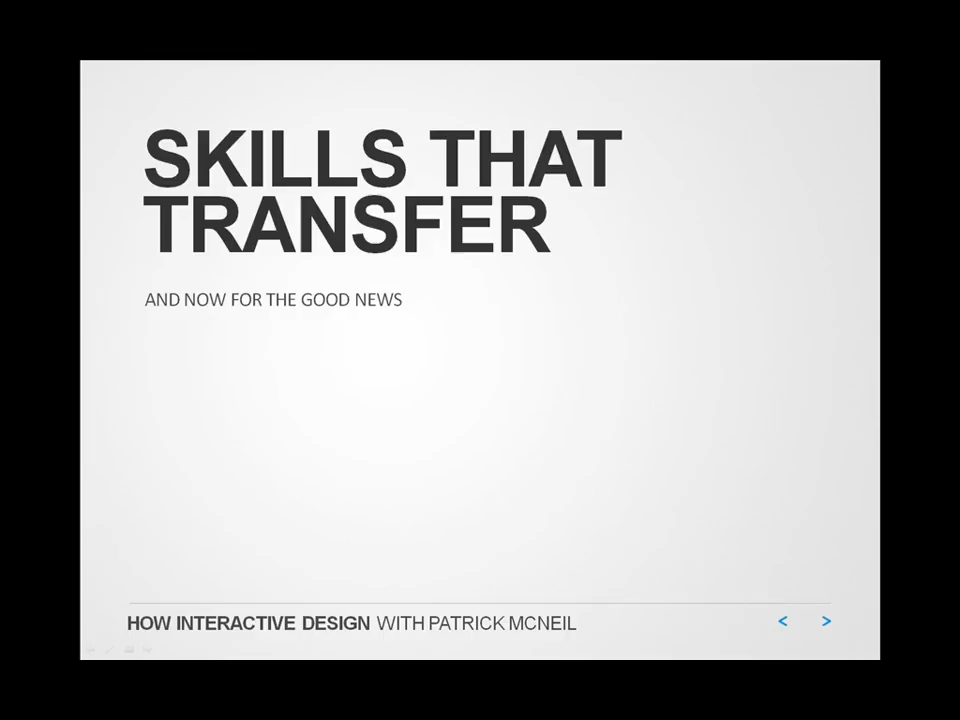 SKILLS THAT
TRANSFER
AND NOW FOR THE GOOD NEWS
HOW INTERACTIVE DESIGN WITH PATRICK MCNEIL
< >